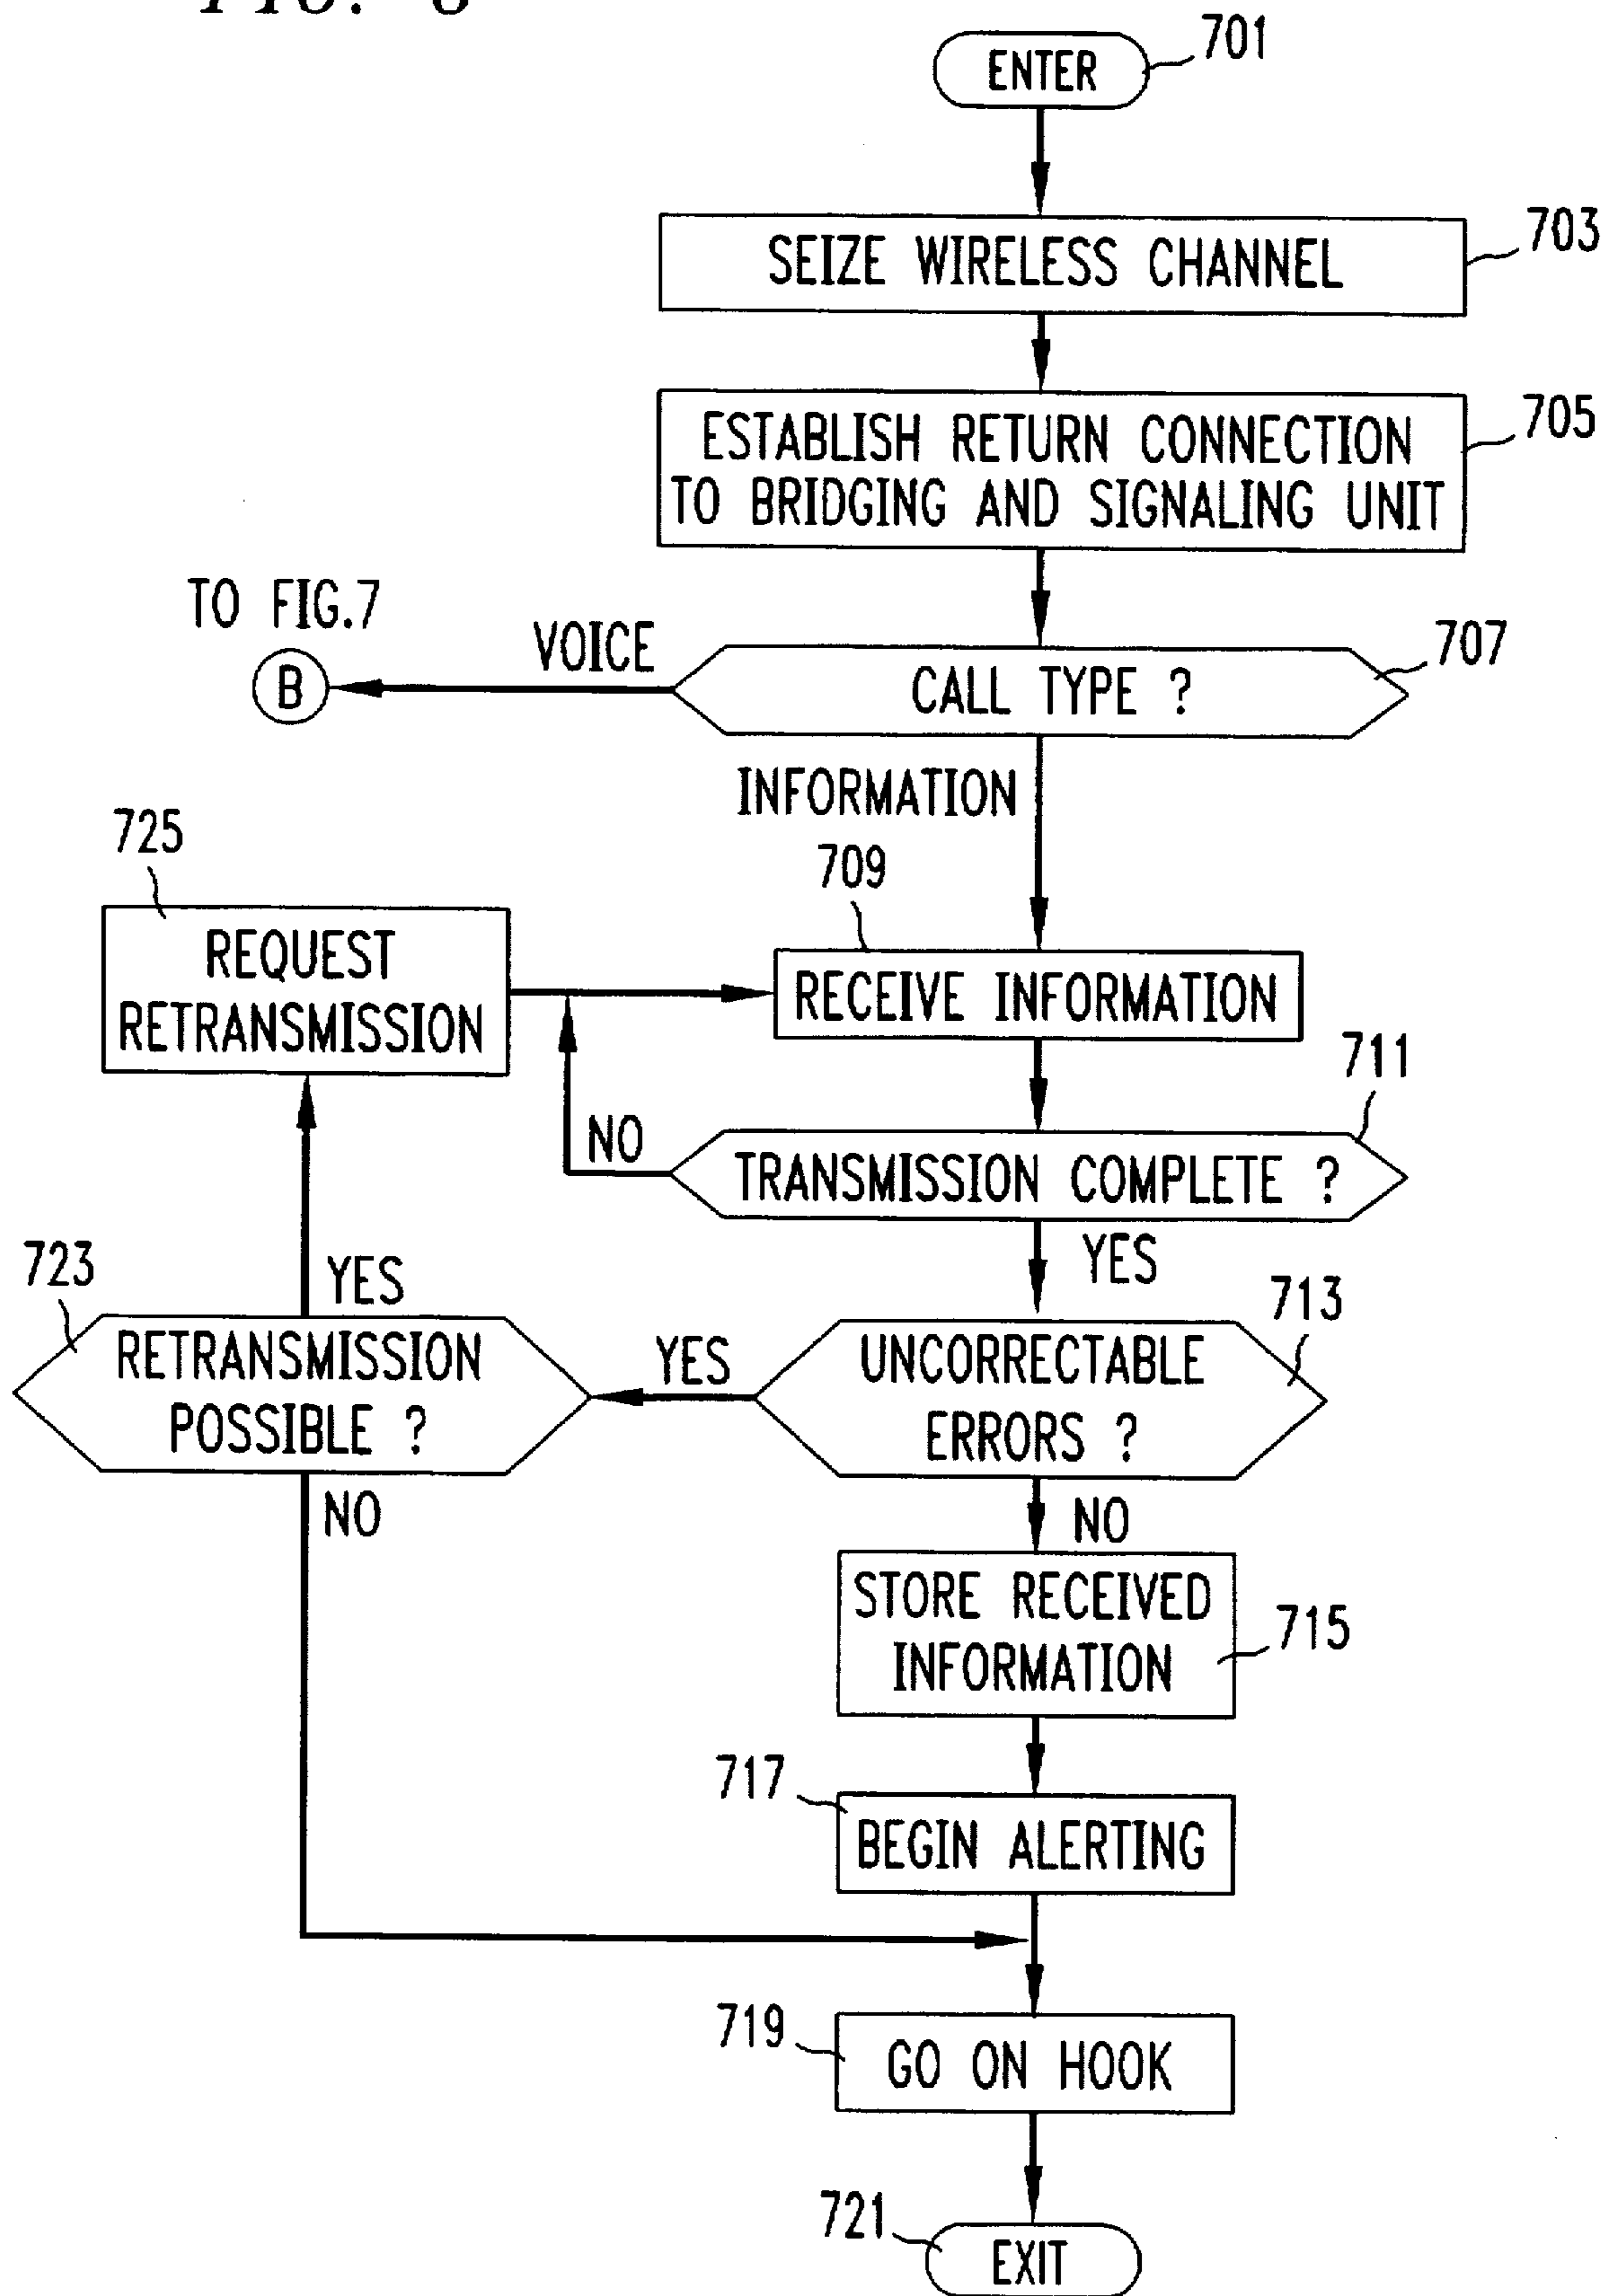 701
ENTER
703
SEIZE WIRELESS CHANNEL
705
ESTABLISH RETURN CONNECTION
TO BRIDGING AND SIGNALING UNIT
TO FIG.7
B
VOICE
707
CALL TYPE ?
INFORMATION
725
REQUEST
RETRANSMISSION
709
RECEIVE INFORMATION
711
NO
TRANSMISSION COMPLETE ?
YES
723
YES
RETRANSMISSION
POSSIBLE ?
NO
713
YES
UNCORRECTABLE
ERRORS ?
NO
STORE RECEIVED
INFORMATION
715
717
BEGIN ALERTING
719
GO ON HOOK
721
EXIT